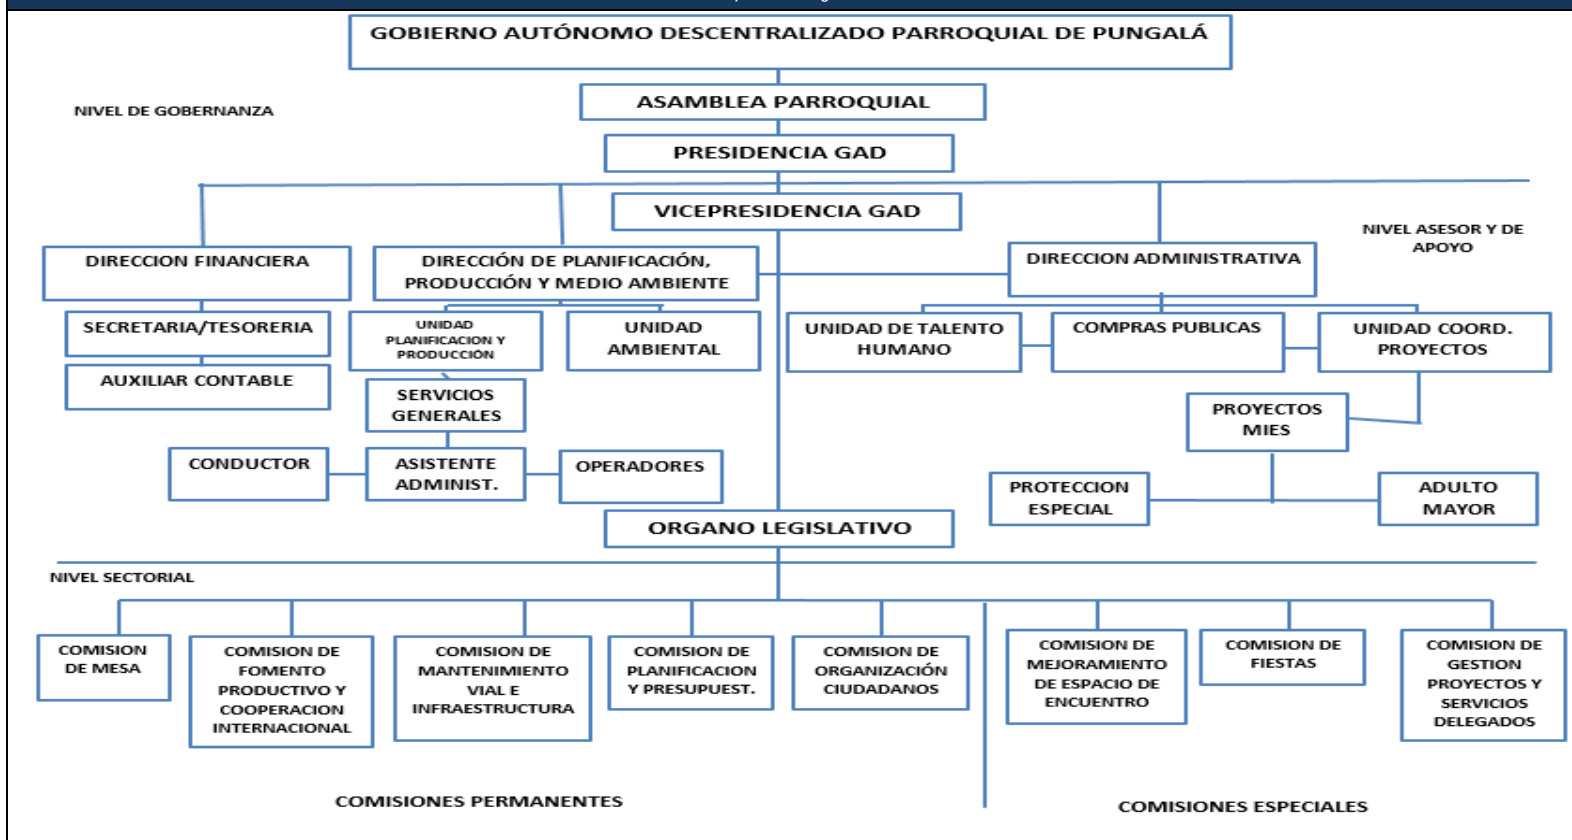 GOBIERNO AUTÓNOMO DESCENTRALIZADO PARROQUIAL DE PUNGALÁ
ASAMBLEA PARROQUIAL
NIVEL DE GOBERNANZA
PRESIDENCIA GAD
VICEPRESIDENCIA GAD
NIVEL ASESOR Y DE
APOYO
DIRECCION FINANCIERA
DIRECCIÓN DE PLANIFICACIÓN,
PRODUCCIÓN Y MEDIO AMBIENTE
DIRECCION ADMINISTRATIVA
SECRETARIA/TESORERIA
UNIDAD
PLANIFICACION Y
PRODUCCIÓN
UNIDAD
AMBIENTAL
UNIDAD DE TALENTO
HUMANO
COMPRAS PUBLICAS
UNIDAD COORD.
PROYECTOS
AUXILIAR CONTABLE
SERVICIOS
GENERALES
PROYECTOS
MIES
CONDUCTOR
ASISTENTE
ADMINIST.
OPERADORES
PROTECCION
ESPECIAL
ADULTO
MAYOR
ORGANO LEGISLATIVO
NIVEL SECTORIAL
COMISION
DE MESA
COMISION DE
FOMENTO
PRODUCTIVO Y
COOPERACION
INTERNACIONAL
COMISION DE
MANTENIMIENTO
VIAL E
INFRAESTRUCTURA
COMISION DE
PLANIFICACION
Y PRESUPUEST.
COMISION DE
ORGANIZACIÓN
CIUDADANOS
COMISION DE
MEJORAMIENTO
DE ESPACIO DE
ENCUENTRO
COMISION DE
FIESTAS
COMISION DE
GESTION
PROYECTOS Y
SERVICIOS
DELEGADOS
COMISIONES PERMANENTES
COMISIONES ESPECIALES